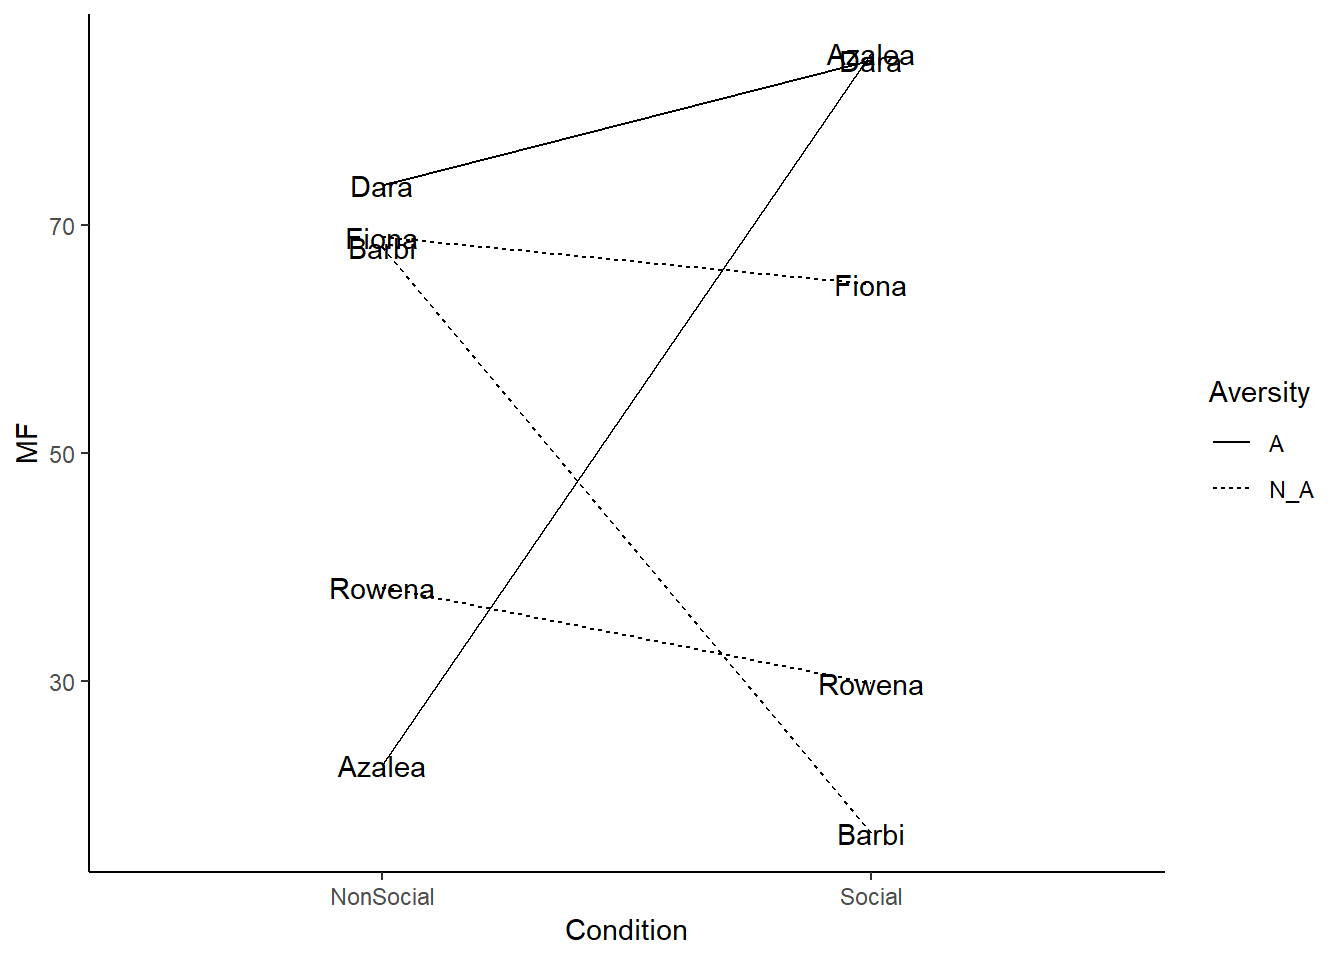 Azalea
Dara
Dara
70
Fiona
Barbi
Fiona
Aversity
MF
50
A
N_A
Rowena
30
Rowena
Azalea
Barbi
NonSocial
Social
Condition